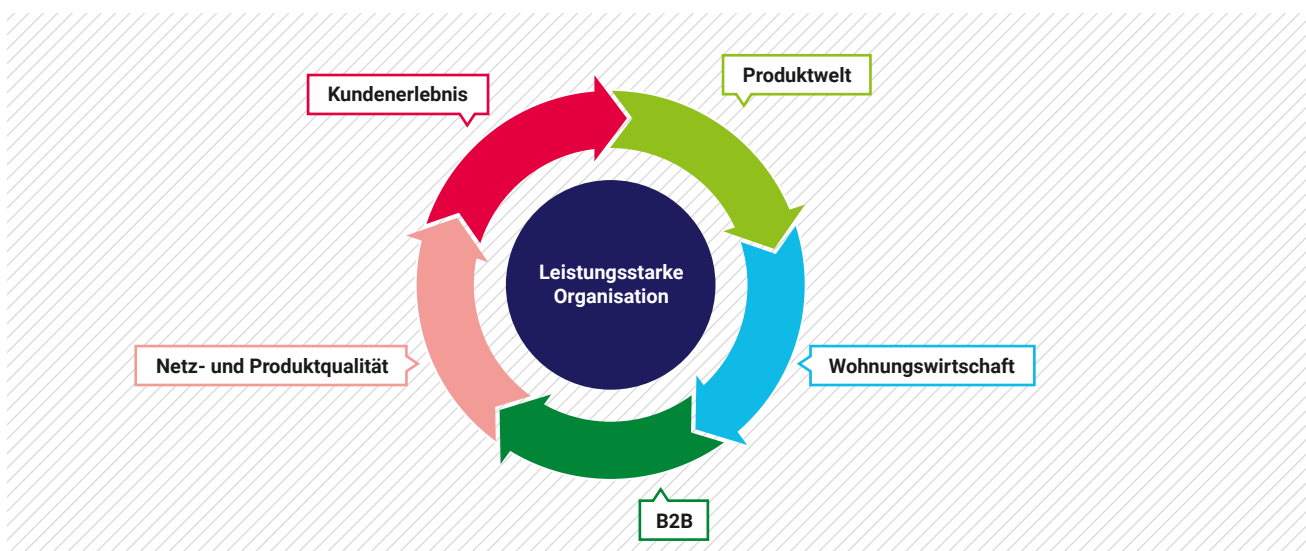 Produktwelt
Kundenerlebnis
Leistungsstarke
Organisation
Netz- und Produktqualität
Wohnungswirtschaft
B2B